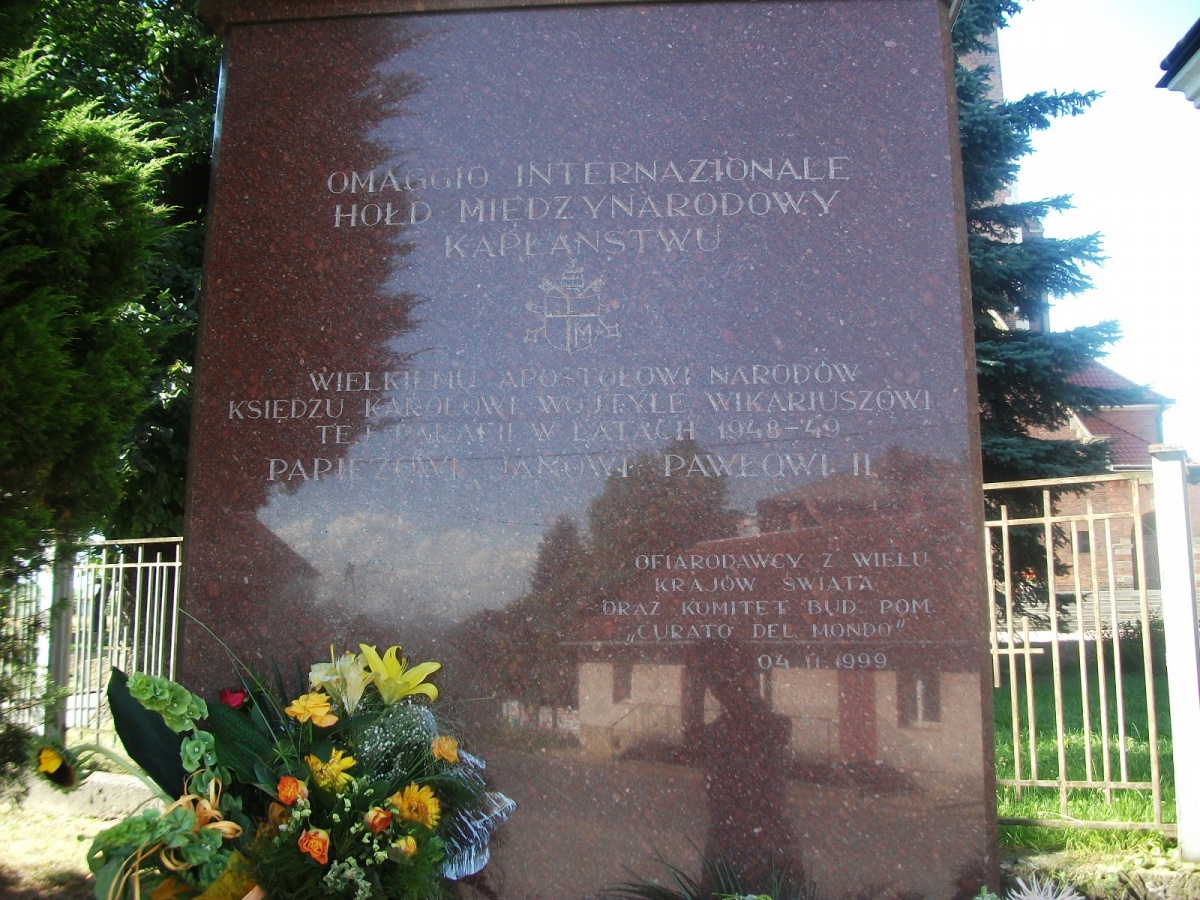 OMAGGIO INTERNAZIONALE
HOŁD MIĘDZYNARODOWY
KAPŁAŃSTWU
M
WIELKIEMU APOSTOŁOWI NARODÓW
KSIĘDZU KAROLOWI WOJTYLE WIKARIUSZOWI
TEJ PARAFII W LATACH 1948-49
PAPIEŻOWI JANOWI PAWŁOWI II
OFIARODAWCY Z WIELU
KRAJÓW ŚWIATA
ORAZ KOMITET BUD. POM.
„CURATO DEL MONDO"
04.11.1999